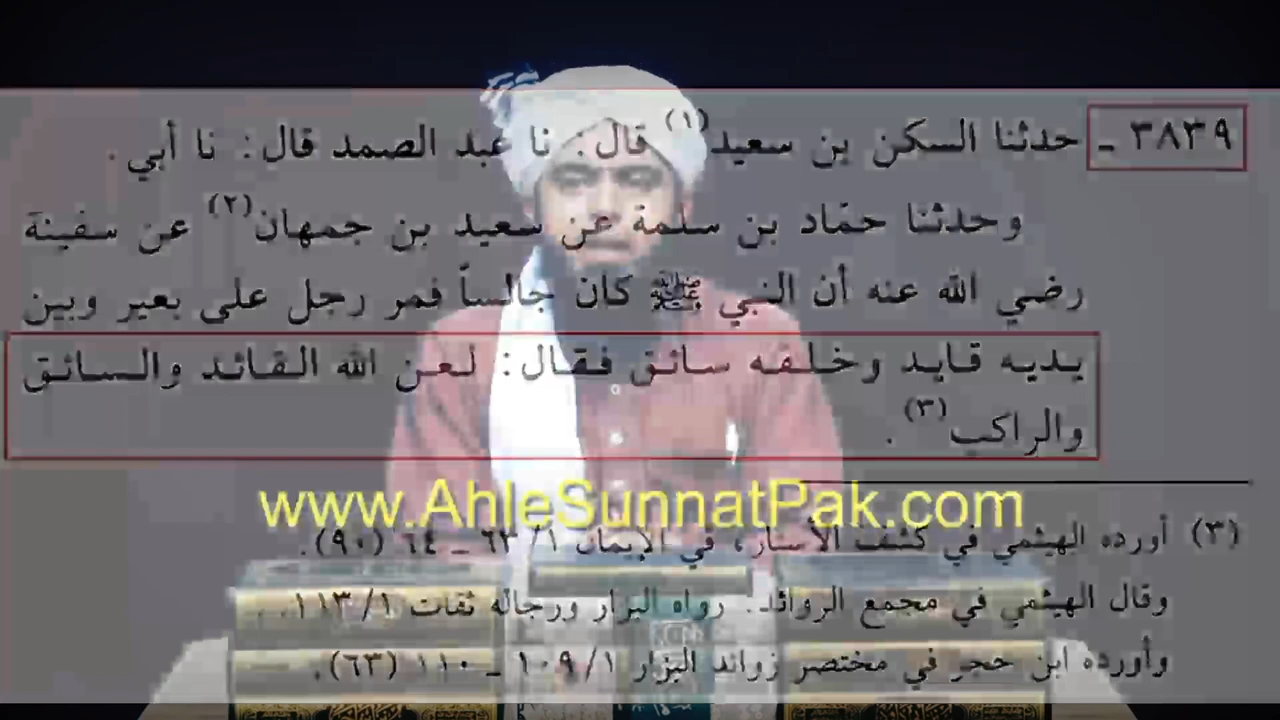 ٣٨٣٩ ـ حدثنا السكن بن سعيد(١) قال: نا عبد الصمد قال: نا أبي.
وحدثنا حمّاد بن سلمة عن سعيد بن جمهان(٢) عن سفينة
رضي الله عنه أن النبي ﷺ كان جالساً فمر رجل على بعير وبين
يديه قايد وخلفه سائق فقال: لعن الله القائد والسائق
والراكب(٣).
www.AhleSunnatPak.com
(٣) أورده الهيثمي في كشف الأستار، في الإيمان ١/ ٦٣ ـ ٦٤ (٩٠).
وقال الهيثمي في مجمع الزوائد: رواه البزار ورجاله ثقات ١/ ١١٣...
وأورده ابن حجر في مختصر زوائد البزار ١/ ١٠٩ ـ ١١٠ (٦٣).